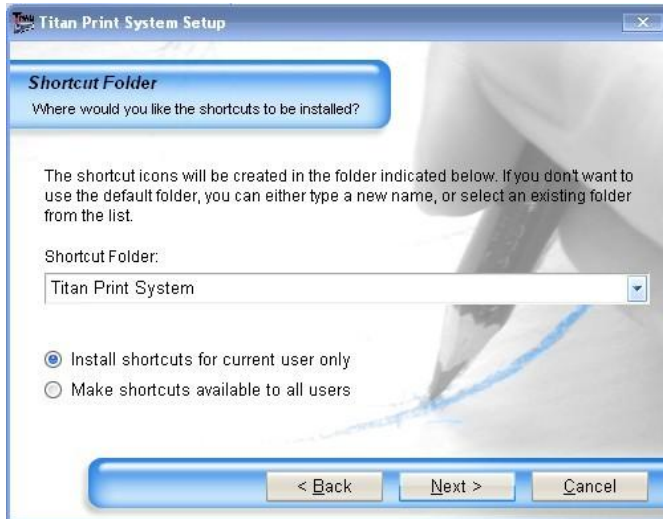 Titan Print System Setup
Shortcut Folder
Where would you like the shortcuts to be installed?
The shortcut icons will be created in the folder indicated below. If you don't want to
use the default folder, you can either type a new name, or select an existing folder
from the list.
Shortcut Folder:
Titan Print System
Install shortcuts for current user only
Make shortcuts available to all users
< Back Next > Cancel